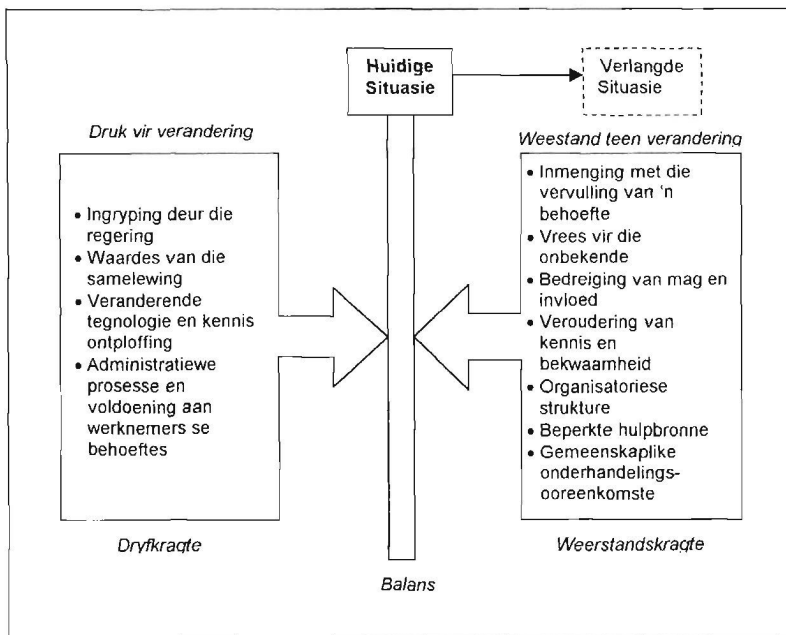 Huidige
Situasie
Verlangde
Situasie
Druk vir verandering
Weestand teen verandering
• Ingryping deur die
regering
• Waardes van die
samelewing
• Veranderende
tegnologie en kennis
ontploffing
• Administratiewe
prosesse en
voldoening aan
werknemers se
behoeftes
• Inmenging met die
vervulling van 'n
behoefte
• Vrees vir die
onbekende
• Bedreiging van mag en
invloed
• Veroudering van
kennis en
bekwaamheid
• Organisatoriese
strukture
• Beperkte hulpbronne
• Gemeenskaplike
onderhandelings-
ooreenkomste
Dryfkragte
Weerstandskragte
Balans